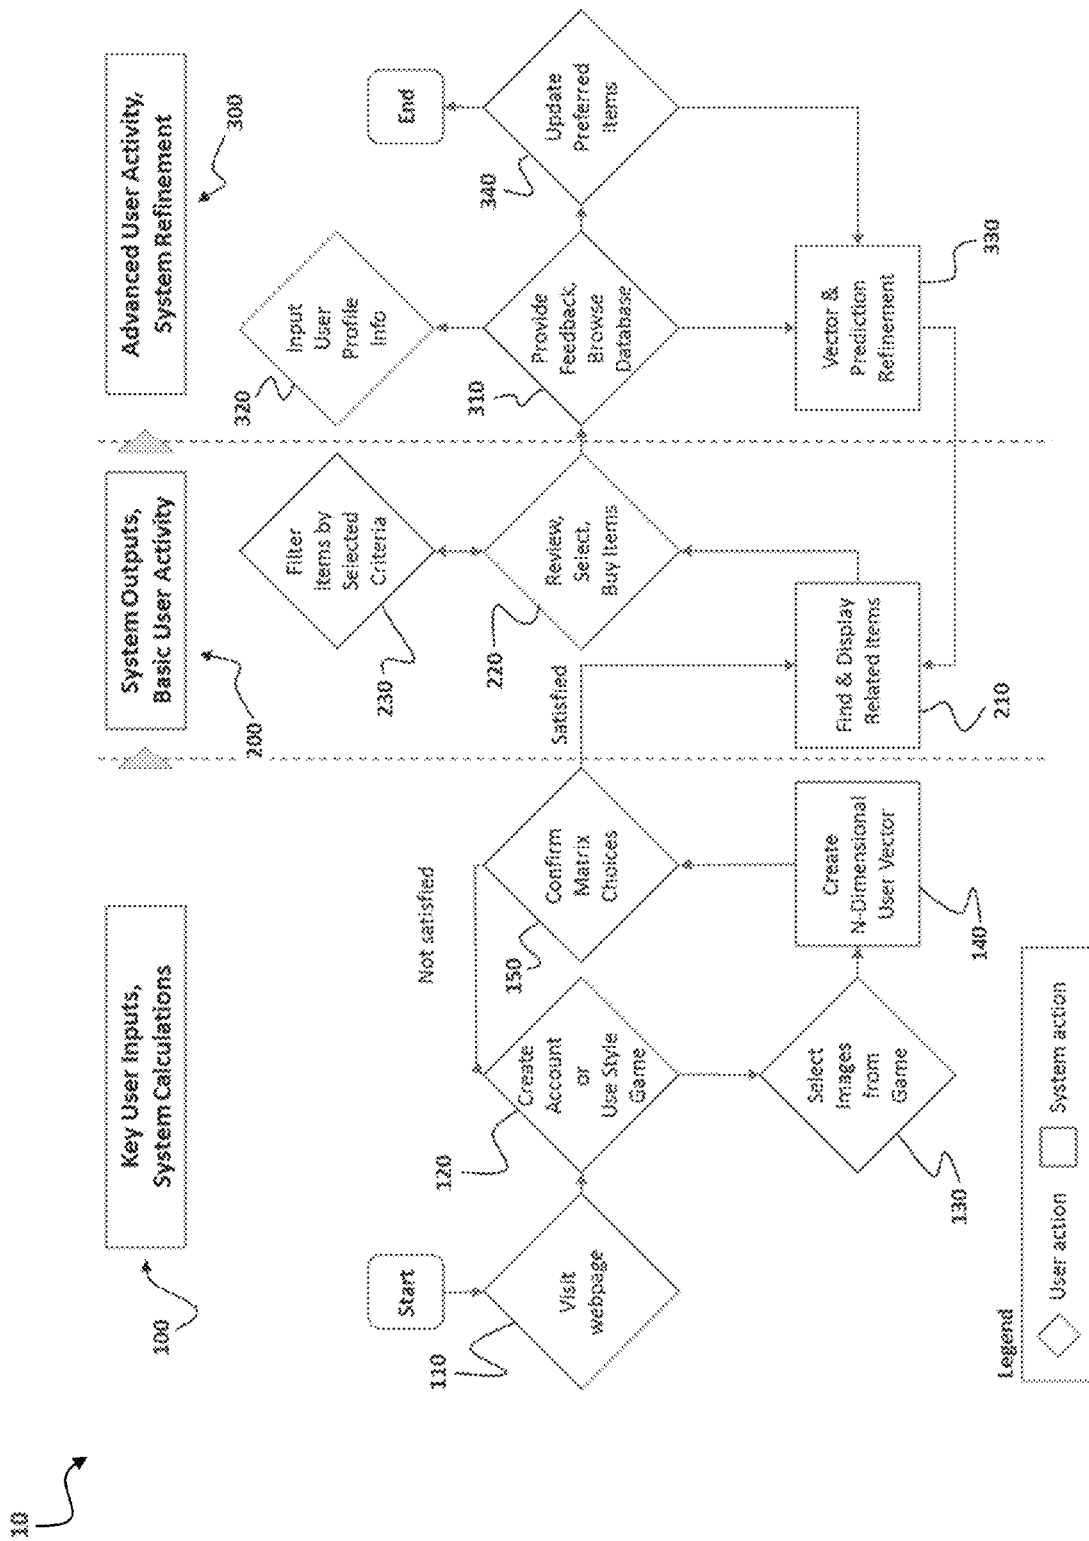 10
100
Key User Inputs,
System Calculations
200
System Outputs,
Basic User Activity
300
Advanced User Activity,
System Refinement
Start
110
Visit
webpage
120
Create
Account
or
Use Style
Game
130
Select
Images
from
Game
140
Create
N-Dimensional
User Vector
150
Confirm
Matrix
Choices
Not satisfied
Satisfied
210
Find & Display
Related Items
220
Review,
Select,
Buy Items
230
Filter
Items by
Selected
Criteria
310
Provide
Feedback,
Browse
Database
320
Input
User
Profile
Info
330
Vector &
Prediction
Refinement
340
Update
Preferred
Items
End
Legend
User action
System action